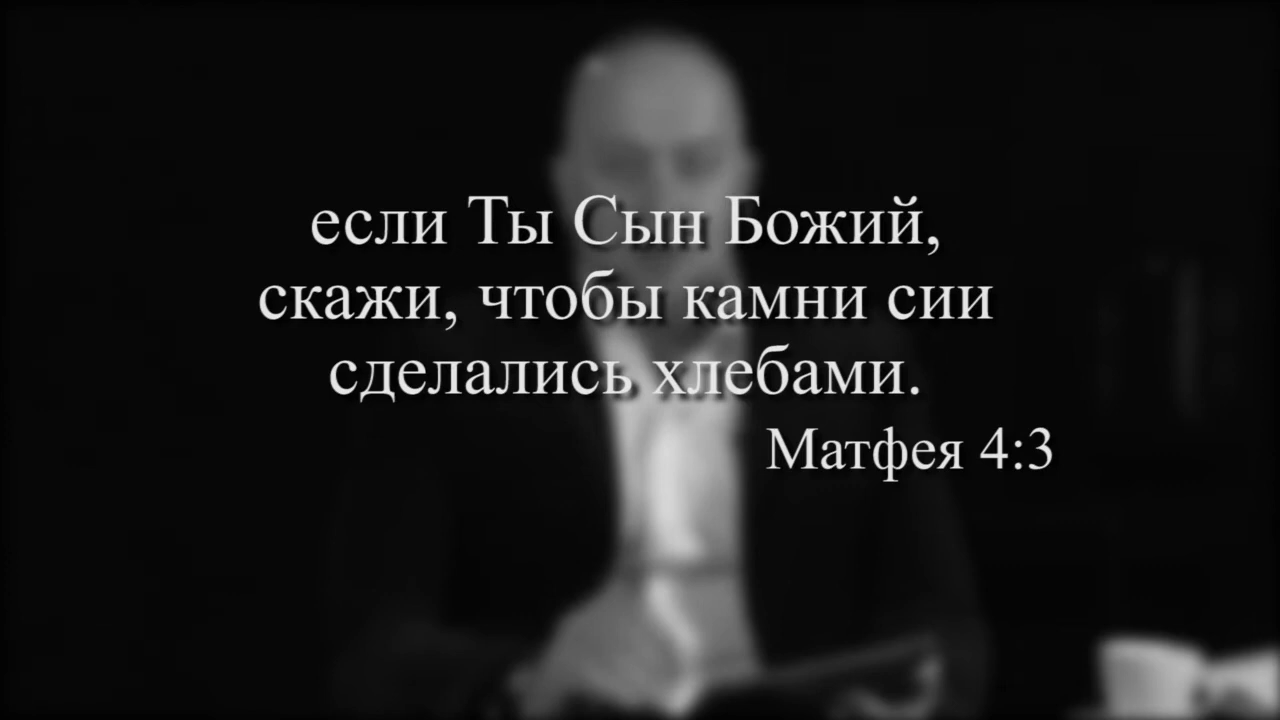 если Ты Сын Божий,
скажи, чтобы камни сии
сделались хлебами.
Матфея 4:3